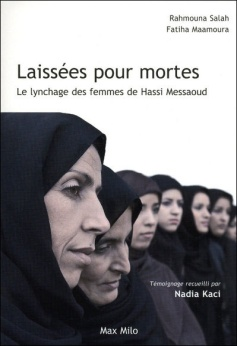 Rahmouna Salah
Fatiha Maamoura
Laissées pour mortes
Le lynchage des femmes de Hassi Messaoud
Témoignage recueilli par
Nadia Kaci
Max Milo